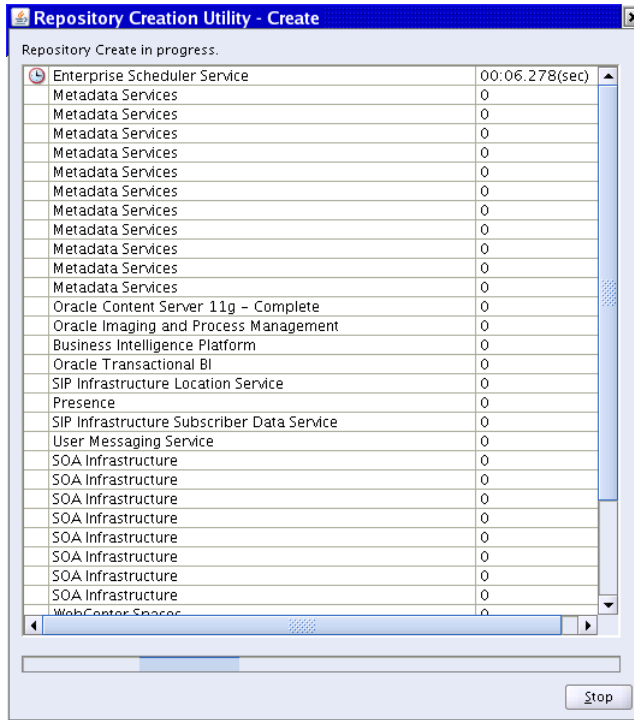 Repository Creation Utility - Create
Repository Create in progress.
Enterprise Scheduler Service 00:06.278(sec)
Metadata Services 0
Metadata Services 0
Metadata Services 0
Metadata Services 0
Metadata Services 0
Metadata Services 0
Metadata Services 0
Metadata Services 0
Metadata Services 0
Metadata Services 0
Metadata Services 0
Oracle Content Server 11g - Complete 0
Oracle Imaging and Process Management 0
Business Intelligence Platform 0
Oracle Transactional BI 0
SIP Infrastructure Location Service 0
Presence 0
SIP Infrastructure Subscriber Data Service 0
User Messaging Service 0
SOA Infrastructure 0
SOA Infrastructure 0
SOA Infrastructure 0
SOA Infrastructure 0
SOA Infrastructure 0
SOA Infrastructure 0
SOA Infrastructure 0
SOA Infrastructure 0
WebCenter Spaces 0
Stop